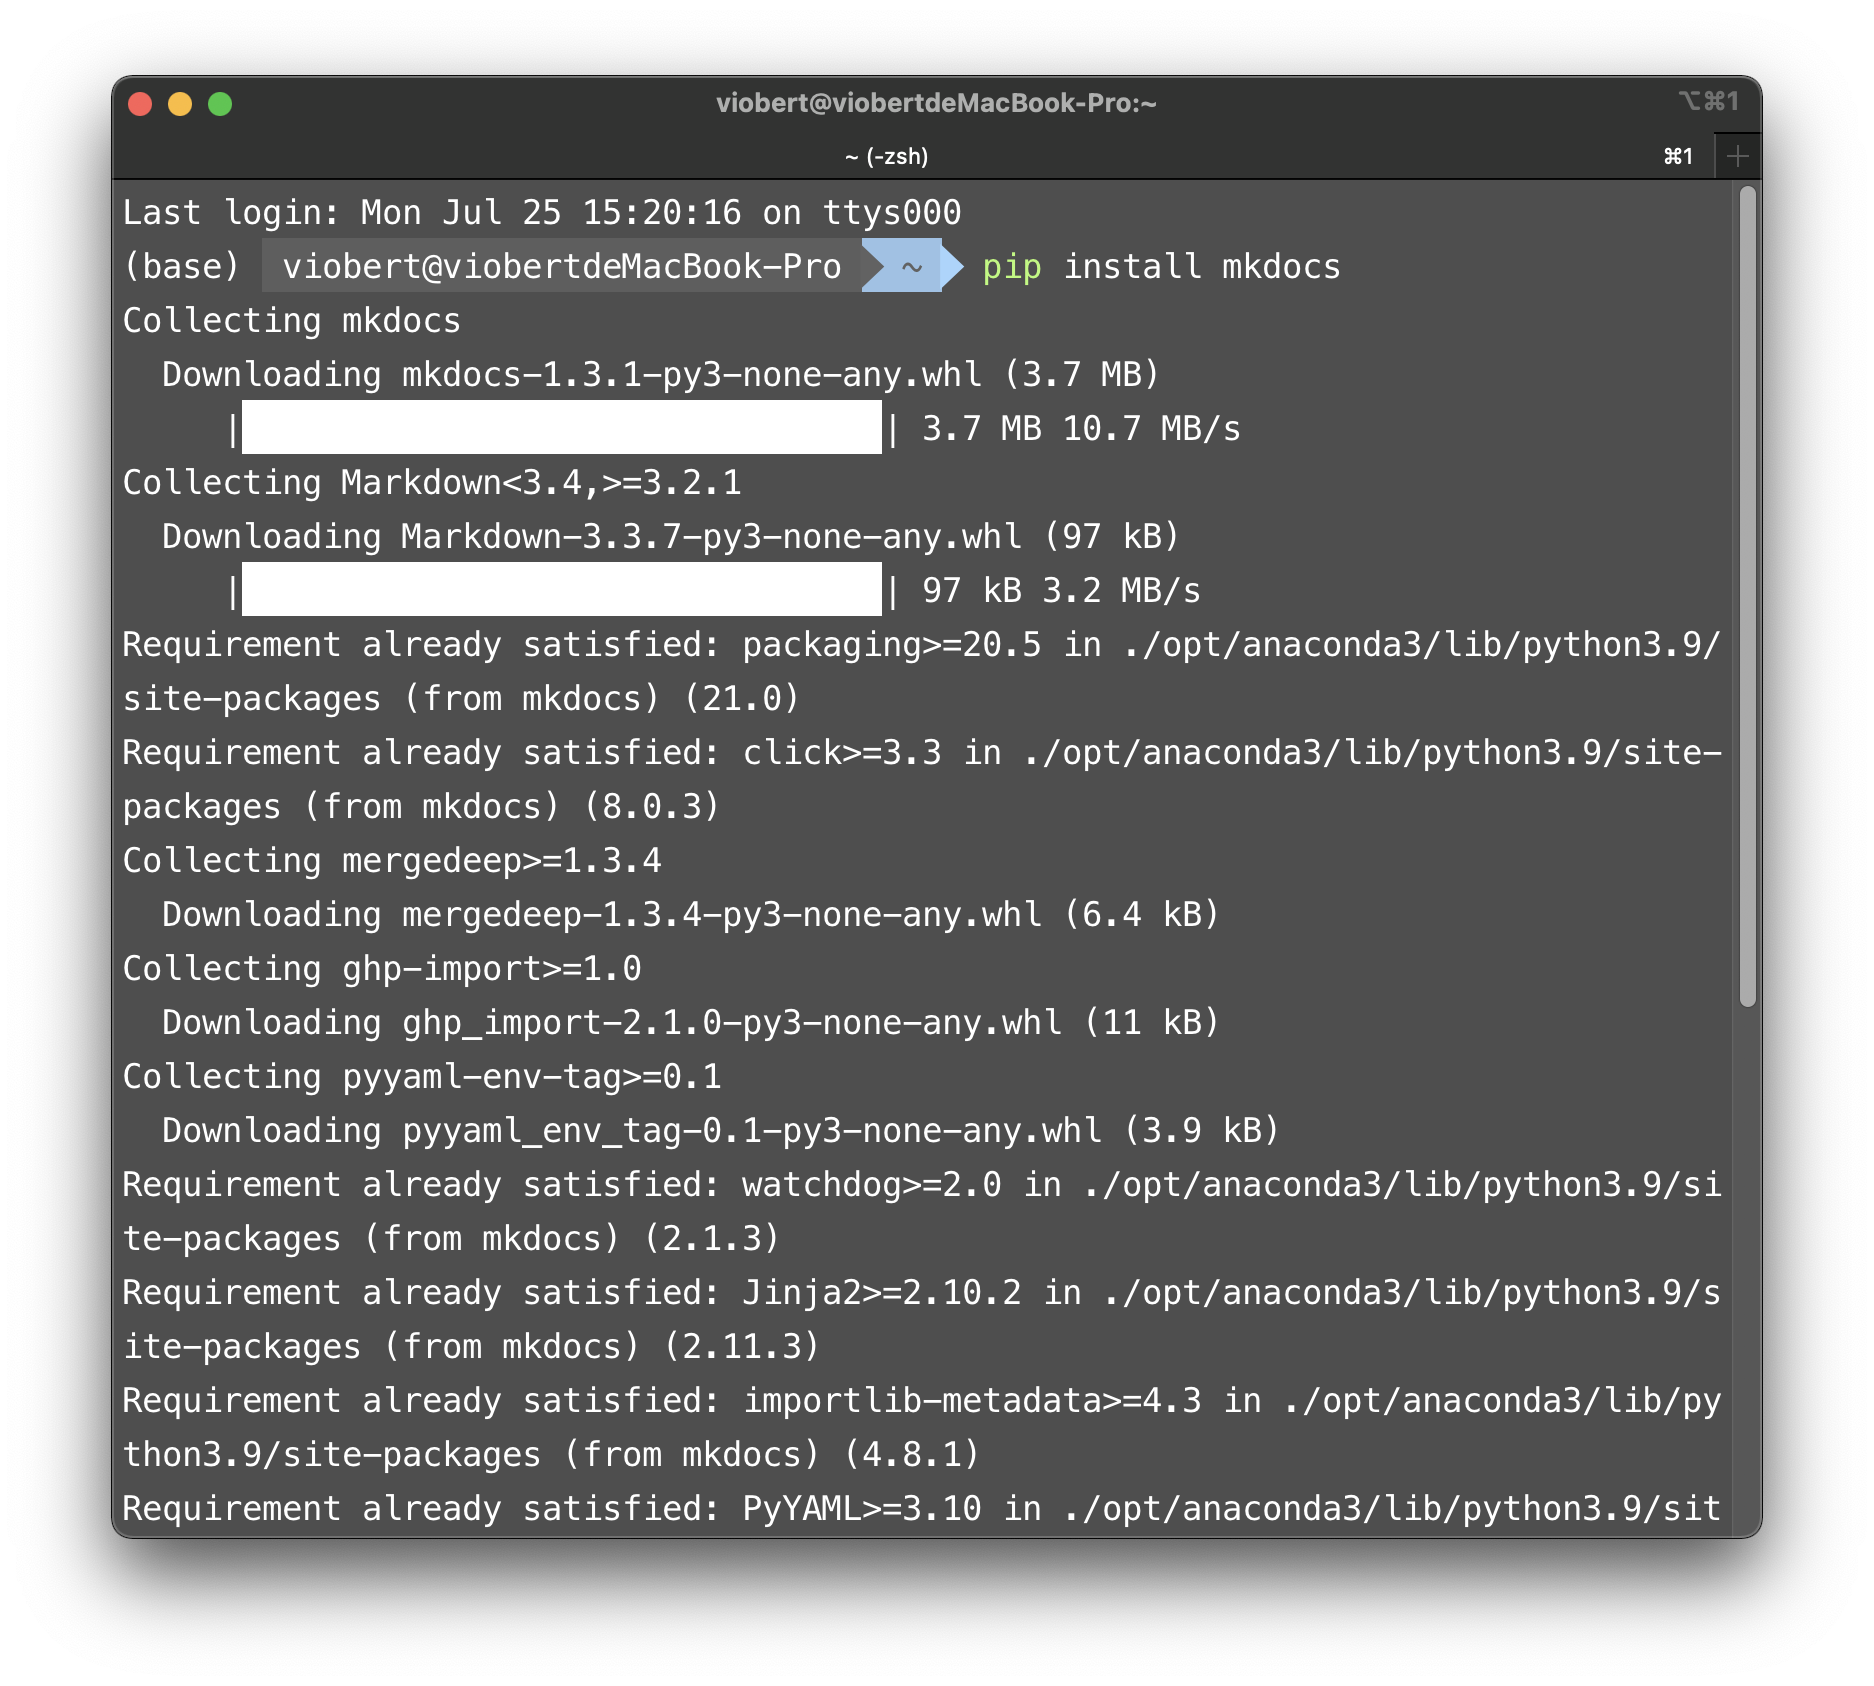 viobert@viobertdeMacBook-Pro:~
⌥⌘1
~ (-zsh)
⌘1
Last login: Mon Jul 25 15:20:16 on ttys000
(base) viobert@viobertdeMacBook-Pro ~ pip install mkdocs
Collecting mkdocs
  Downloading mkdocs-1.3.1-py3-none-any.whl (3.7 MB)
     |████████████████████████████████| 3.7 MB 10.7 MB/s
Collecting Markdown<3.4,>=3.2.1
  Downloading Markdown-3.3.7-py3-none-any.whl (97 kB)
     |████████████████████████████████| 97 kB 3.2 MB/s
Requirement already satisfied: packaging>=20.5 in ./opt/anaconda3/lib/python3.9/
site-packages (from mkdocs) (21.0)
Requirement already satisfied: click>=3.3 in ./opt/anaconda3/lib/python3.9/site-
packages (from mkdocs) (8.0.3)
Collecting mergedeep>=1.3.4
  Downloading mergedeep-1.3.4-py3-none-any.whl (6.4 kB)
Collecting ghp-import>=1.0
  Downloading ghp_import-2.1.0-py3-none-any.whl (11 kB)
Collecting pyyaml-env-tag>=0.1
  Downloading pyyaml_env_tag-0.1-py3-none-any.whl (3.9 kB)
Requirement already satisfied: watchdog>=2.0 in ./opt/anaconda3/lib/python3.9/si
te-packages (from mkdocs) (2.1.3)
Requirement already satisfied: Jinja2>=2.10.2 in ./opt/anaconda3/lib/python3.9/s
ite-packages (from mkdocs) (2.11.3)
Requirement already satisfied: importlib-metadata>=4.3 in ./opt/anaconda3/lib/py
thon3.9/site-packages (from mkdocs) (4.8.1)
Requirement already satisfied: PyYAML>=3.10 in ./opt/anaconda3/lib/python3.9/sit